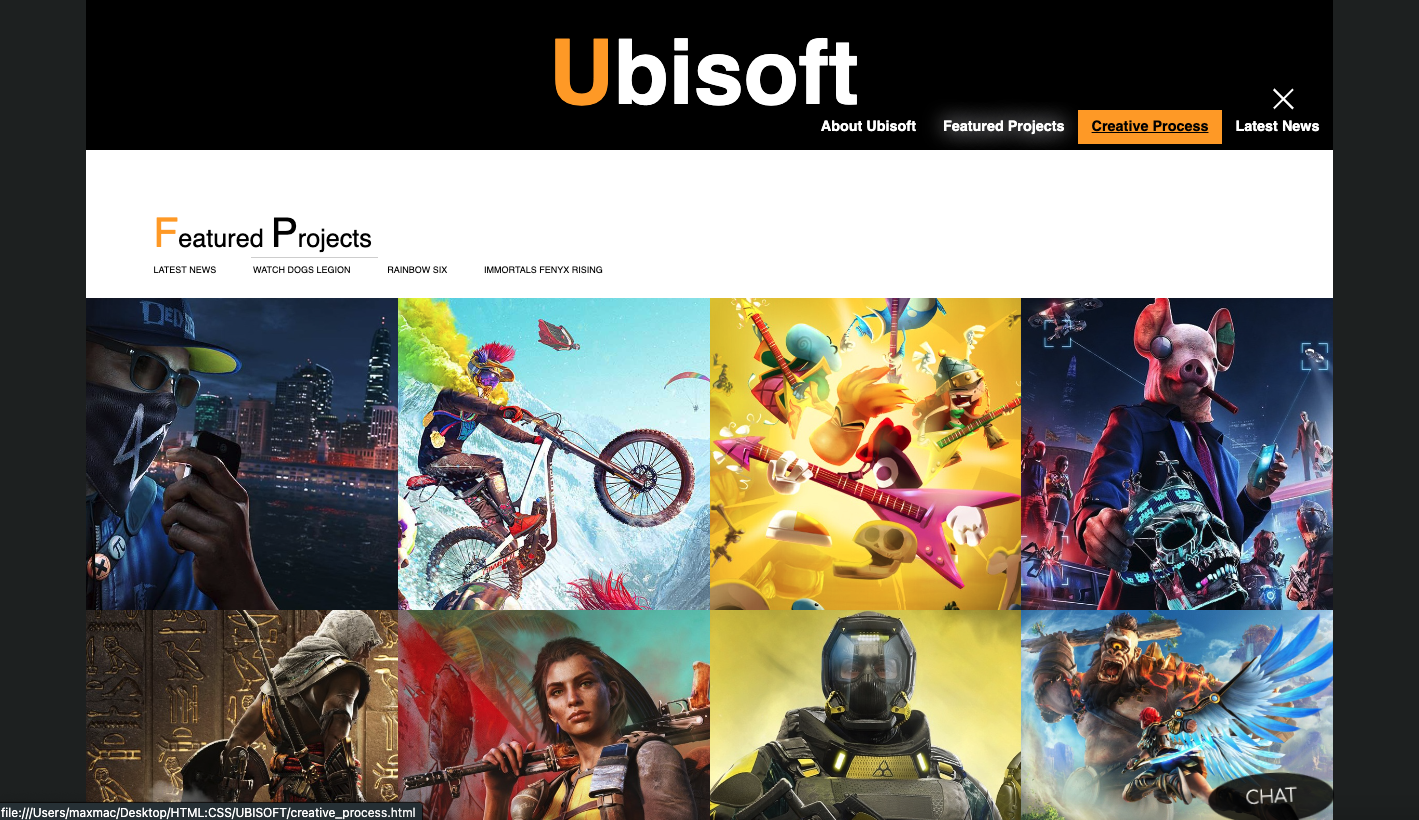 Ubisoft
About Ubisoft Featured Projects Creative Process Latest News
Featured Projects
LATEST NEWS WATCH DOGS LEGION RAINBOW SIX IMMORTALS FENYX RISING
CHAT
file:///Users/maxmac/Desktop/HTML:CSS/UBISOFT/creative_process.html